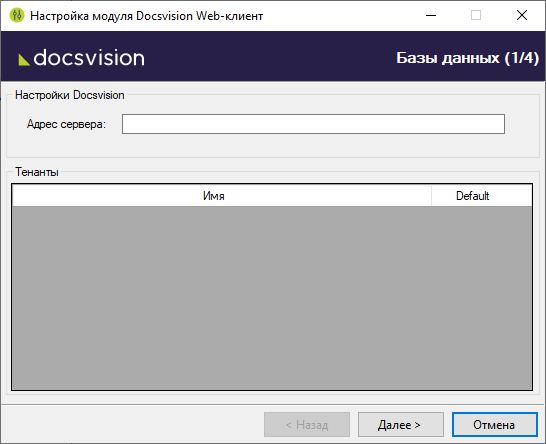 Настройка модуля Docsvision Web-клиент
docsvision
Базы данных (1/4)
Настройки Docsvision
Адрес сервера:
Тенанты
Имя Default
< Назад Далее > Отмена